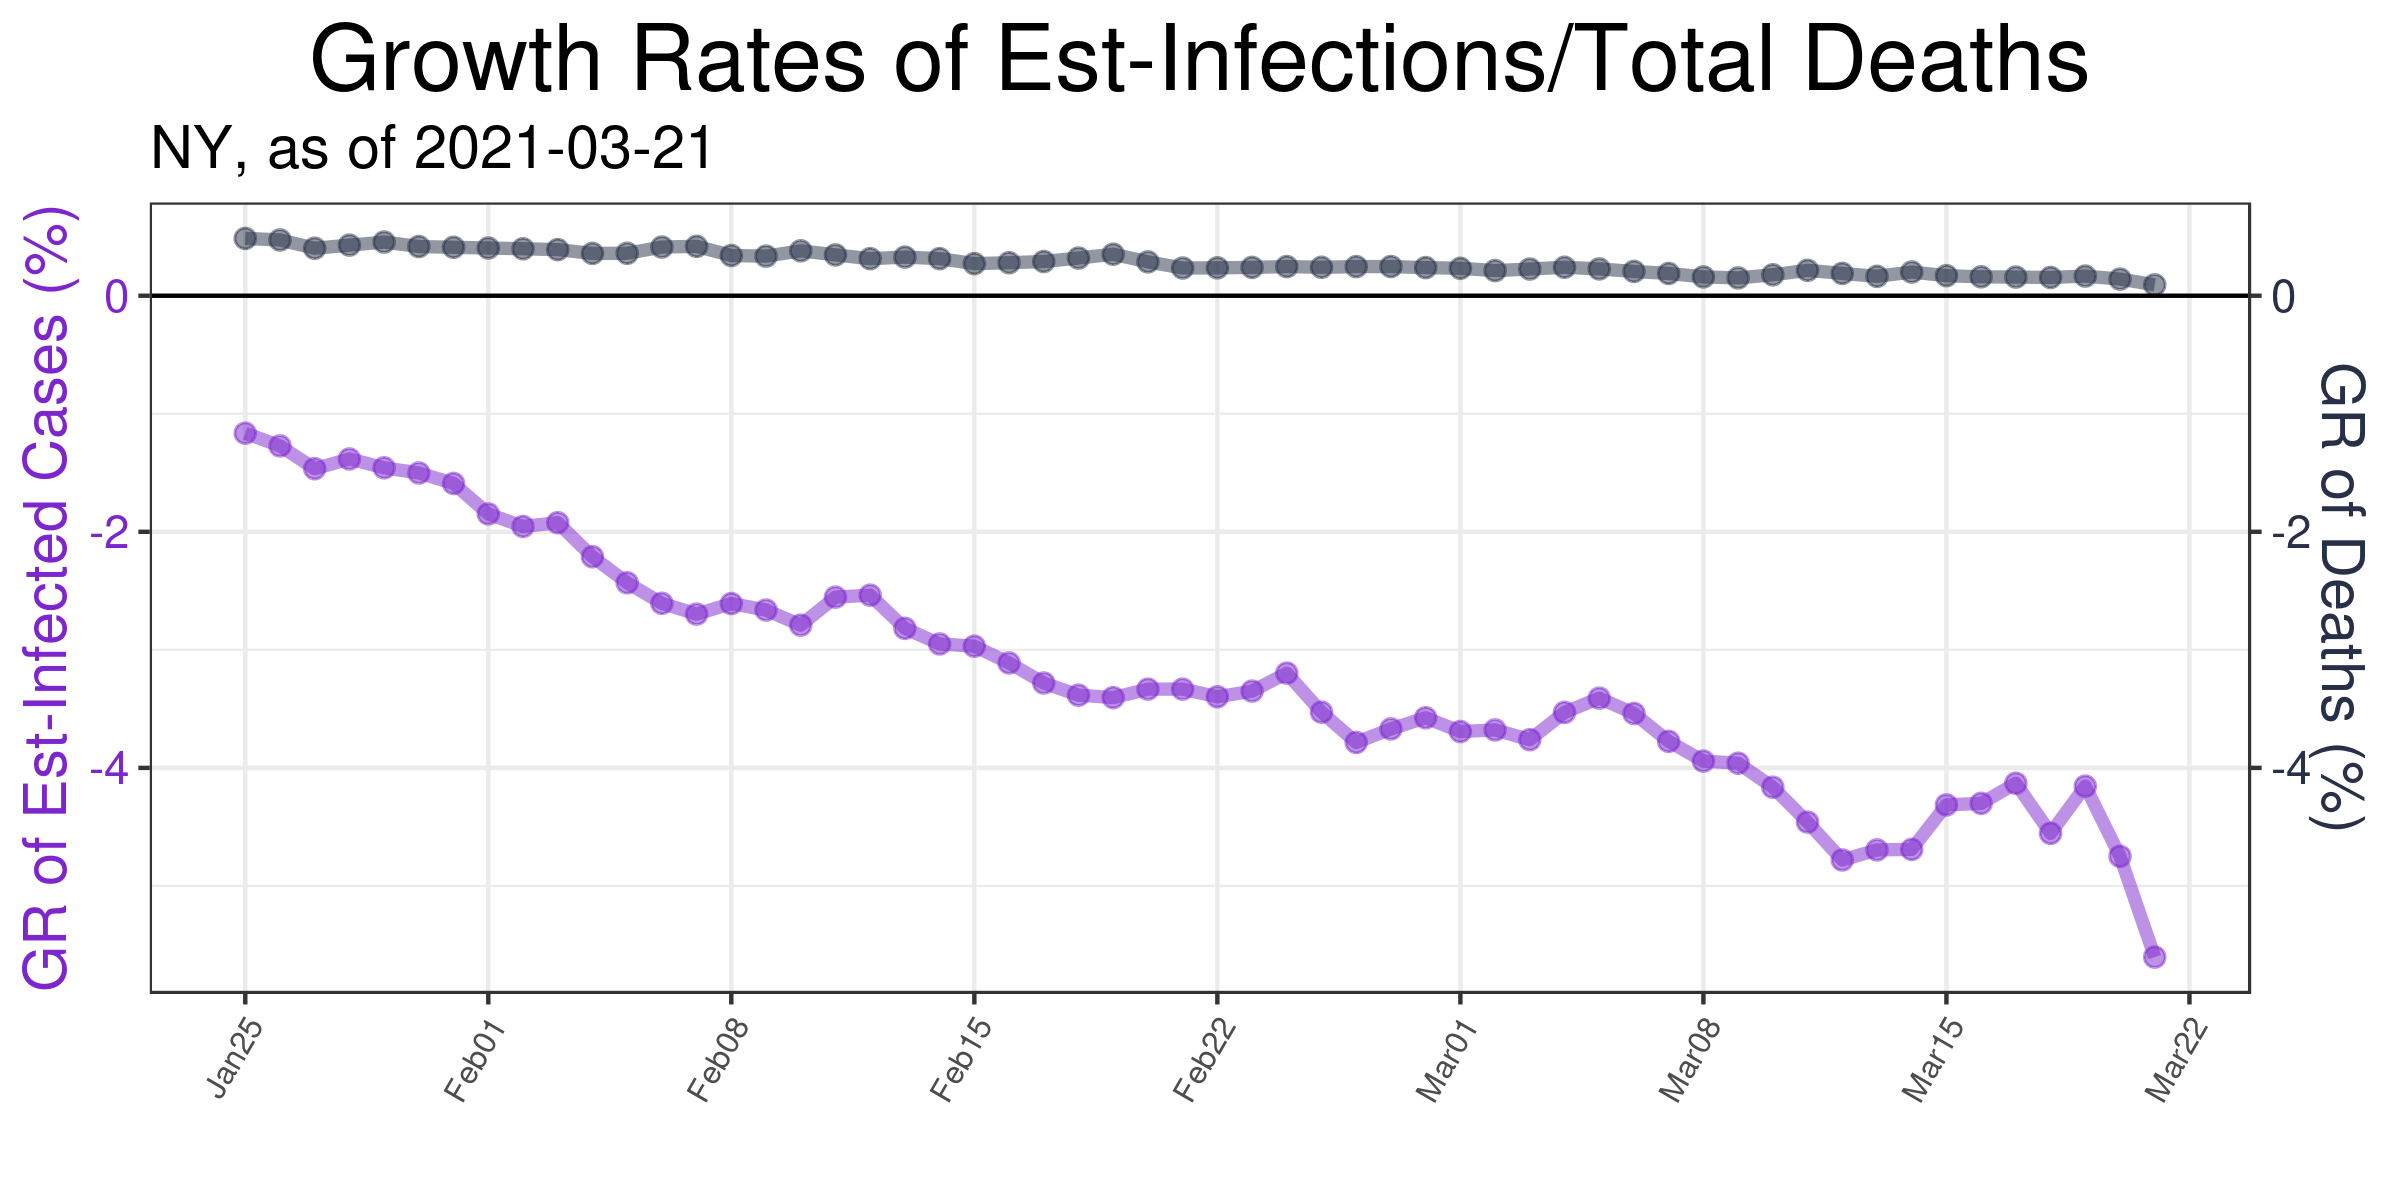 Growth Rates of Est-Infections/Total Deaths
NY, as of 2021-03-21
GR of Est-Infected Cases (%)
0
-2
-4
0
-2
-4
GR of Deaths (%)
Jan25
Feb01
Feb08
Feb15
Feb22
Mar01
Mar08
Mar15
Mar22